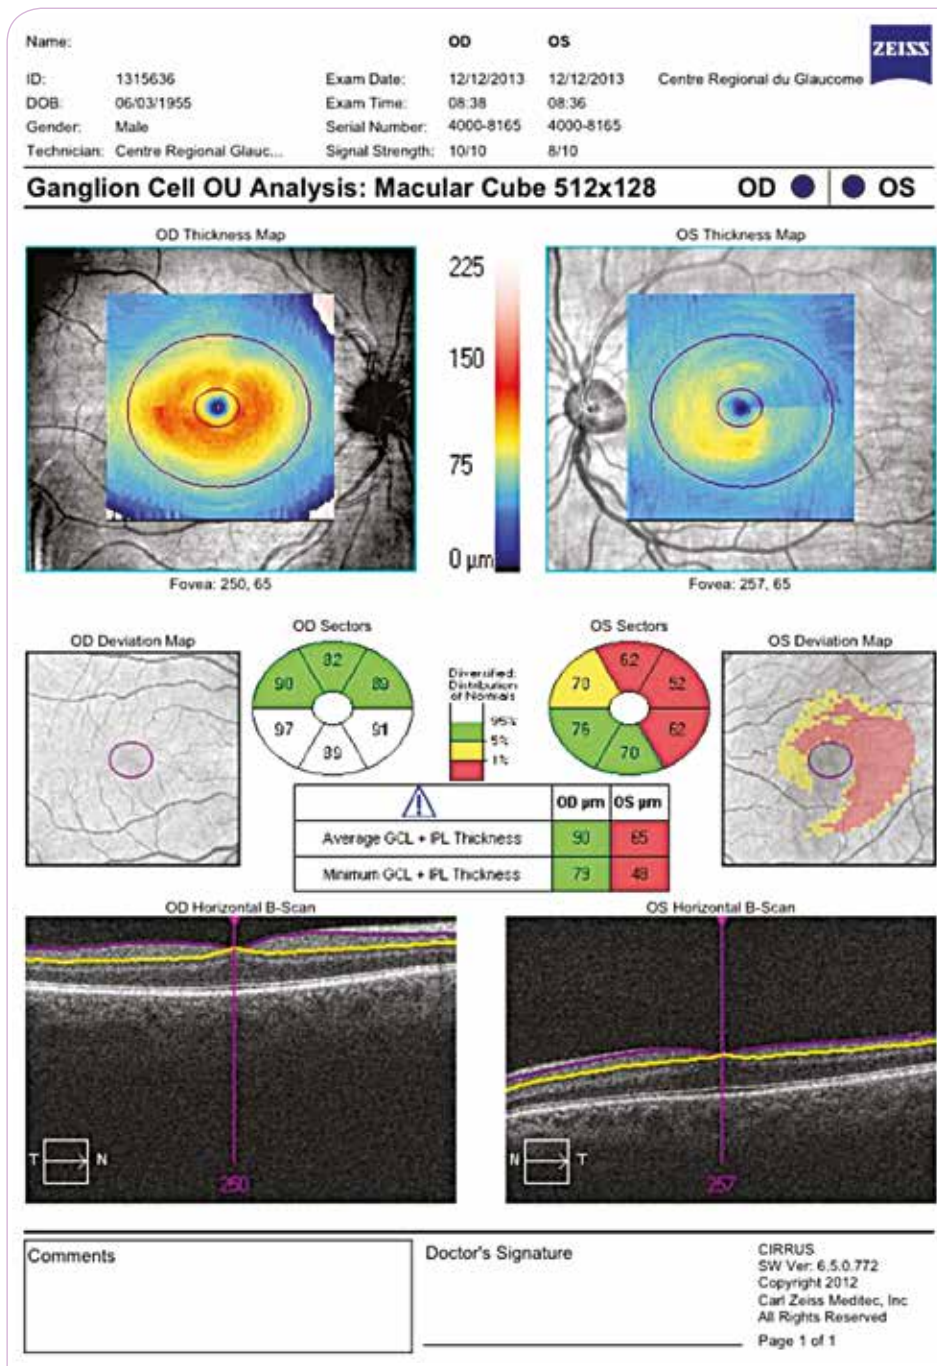 Name: OD OS
ZEISS
ID: 1315636 Exam Date: 12/12/2013 12/12/2013 Centre Regional du Glaucome
DOB: 06/03/1955 Exam Time: 08:38 08:36
Gender: Male Serial Number: 4000-8165 4000-8165
Technician: Centre Regional Glauc... Signal Strength: 10/10 8/10
Ganglion Cell OU Analysis: Macular Cube 512x128 OD OS
OD Thickness Map OS Thickness Map
225
150
75
0 µm
Fovea: 250, 65 Fovea: 257, 65
OD Deviation Map OD Sectors OS Sectors OS Deviation Map
82
90 89
97 91
89
Diversified:
Distribution
of Normals
95%
5%
1%
62
70 52
76 62
70
OD µm OS µm
Average GCL + IPL Thickness 90 65
Minimum GCL + IPL Thickness 79 48
OD Horizontal B-Scan OS Horizontal B-Scan
T N N T
250 257
Comments
Doctor's Signature
CIRRUS
SW Ver: 6.5.0.772
Copyright 2012
Carl Zeiss Meditec, Inc
All Rights Reserved
Page 1 of 1